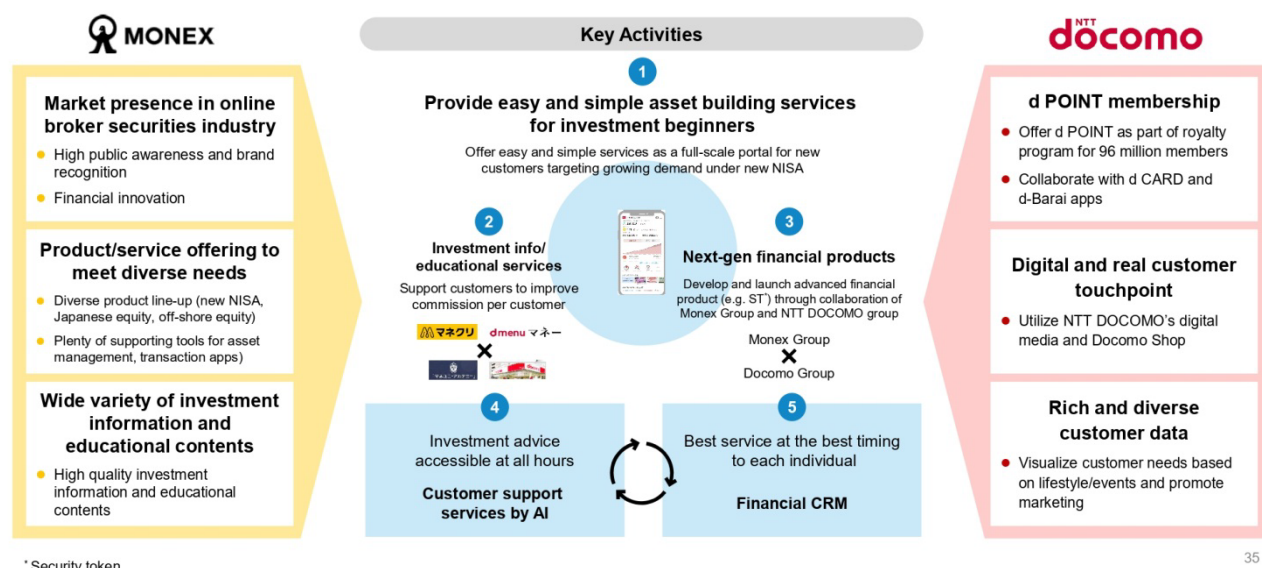 MONEX
Market presence in online
broker securities industry
High public awareness and brand
recognition
Financial innovation
Product/service offering to
meet diverse needs
Diverse product line-up (new NISA,
Japanese equity, off-shore equity)
Plenty of supporting tools for asset
management, transaction apps)
Wide variety of investment
information and
educational contents
High quality investment
information and educational
contents
Key Activities
1
Provide easy and simple asset building services
for investment beginners
Offer easy and simple services as a full-scale portal for new
customers targeting growing demand under new NISA
2
Investment info/
educational services
Support customers to improve
commission per customer
マネクリ
dmenu マネー
3
Next-gen financial products
Develop and launch advanced financial
product (e.g. ST*) through collaboration of
Monex Group and NTT DOCOMO group
Monex Group
Docomo Group
4
Investment advice
accessible at all hours
Customer support
services by AI
5
Best service at the best timing
to each individual
Financial CRM
NTT
döcomo
d POINT membership
Offer d POINT as part of royalty
program for 96 million members
Collaborate with d CARD and
d-Barai apps
Digital and real customer
touchpoint
Utilize NTT DOCOMO's digital
media and Docomo Shop
Rich and diverse
customer data
Visualize customer needs based
on lifestyle/events and promote
marketing
* Security token
35